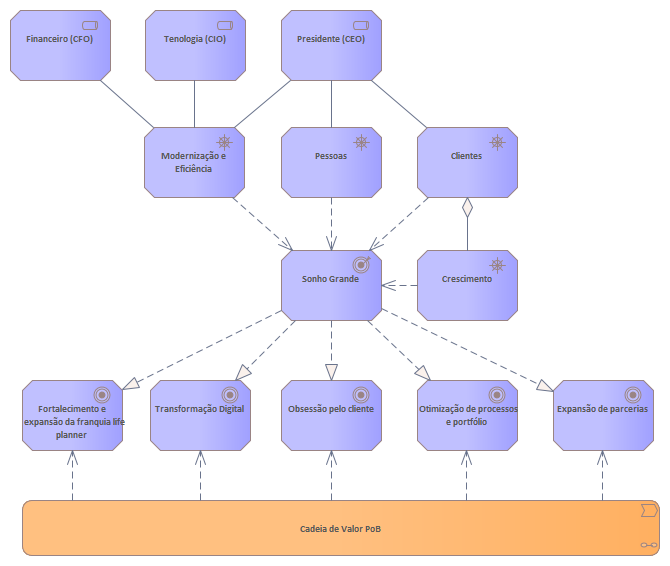 Financeiro (CFO)
Tenologia (CIO)
Presidente (CEO)
Modernização e
Eficiência
Pessoas
Clientes
Sonho Grande
Crescimento
Fortalecimento e
expansão da franquia life
planner
Transformação Digital
Obsessão pelo cliente
Otimização de processos
e portfólio
Expansão de parcerias
Cadeia de Valor PoB